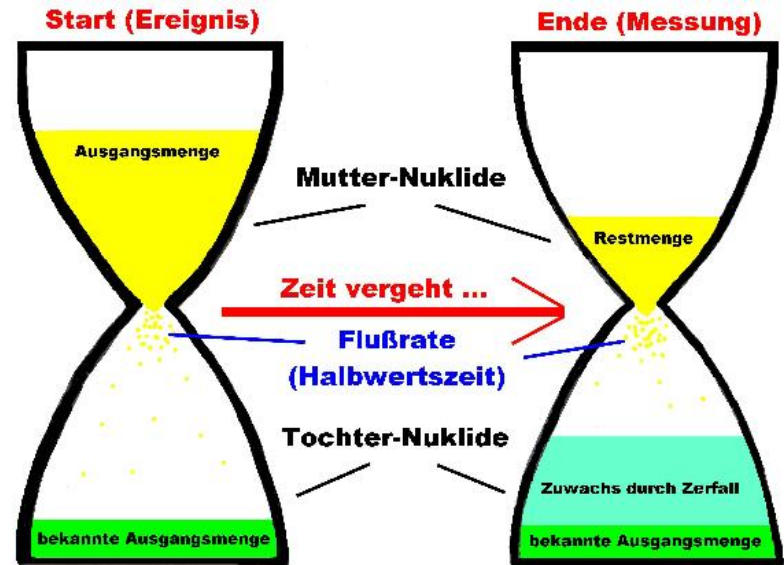 Start (Ereignis)
Ende (Messung)
Ausgangsmenge
Mutter-Nuklide
Restmenge
Zeit vergeht ...
Flußrate
(Halbwertszeit)
Tochter-Nuklide
Zuwachs durch Zerfall
bekannte Ausgangsmenge
bekannte Ausgangsmenge